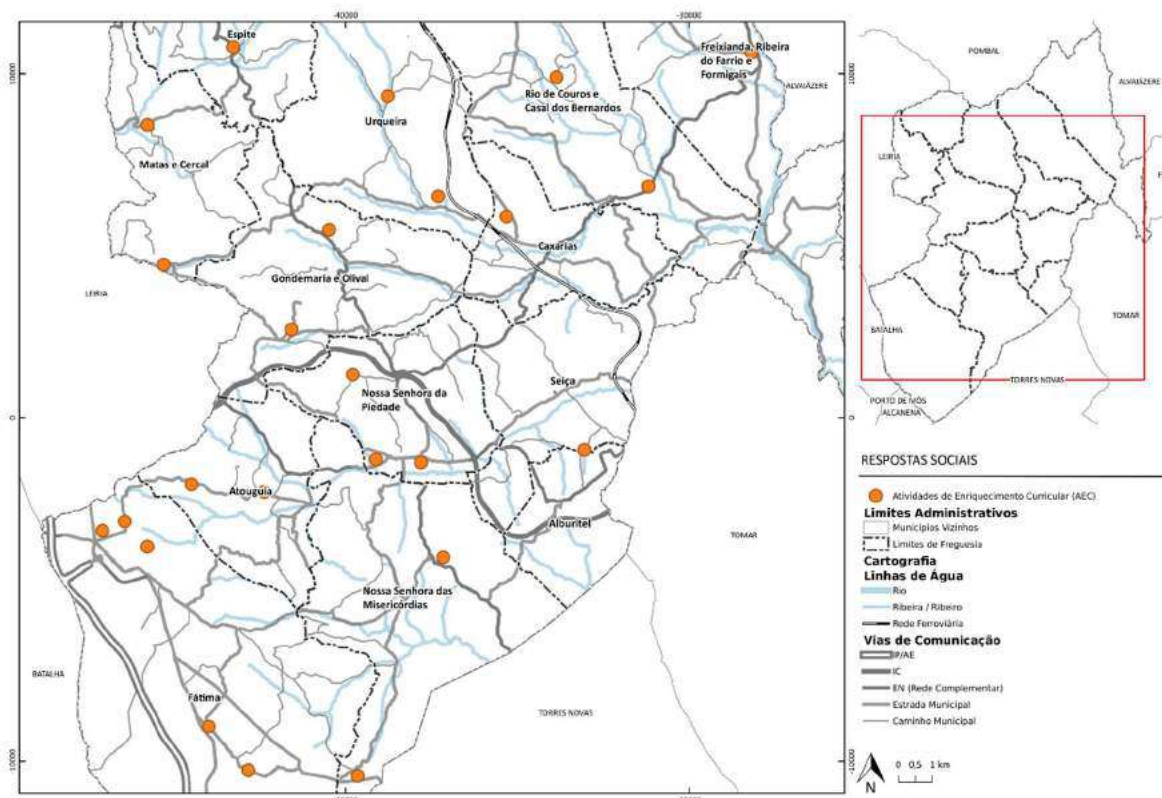 -40000
-30000
Espite
Freixianda, Ribeira
do Farrio e
Formigais
10000
10000
ALVAIÁZERE
Rio de Couros e
Casal dos Bernardos
Urqueira
Matas e Cercal
Caxarias
Gondemaria e Olival
LEIRIA
Seiça
Nossa Senhora da
Piedade
0
0
Atouguia
Alburitel
TOMAR
Nossa Senhora das
Misericórdias
BATALHA
Fátima
TORRES NOVAS
-10000
POMBAL
ALVAIÁZERE
LEIRIA
BATALHA
TOMAR
TORRES NOVAS
PORTO DE MÓS
ALCANENA
RESPOSTAS SOCIAIS
Atividades de Enriquecimento Curricular (AEC)
Limites Administrativos
Municípios Vizinhos
Limites de Freguesia
Cartografia
Linhas de Água
Rio
Ribeira / Ribeiro
Rede Ferroviária
Vias de Comunicação
IP/AE
IC
EN (Rede Complementar)
Estrada Municipal
Caminho Municipal
N
0 0,5 1 km